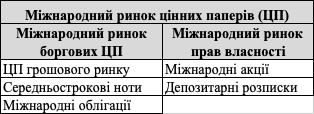 Міжнародний ринок цінних паперів (ЦП)
Міжнародний ринок боргових ЦП
Міжнародний ринок прав власності
ЦП грошового ринку
Міжнародні акції
Середньострокові ноти
Депозитарні розписки
Міжнародні облігації